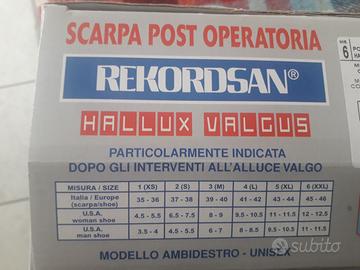 SCARPA POST OPERATORIA
REKORDSAN®
HALLUX VALGUS
PARTICOLARMENTE INDICATA
DOPO GLI INTERVENTI ALL'ALLUCE VALGO
MISURA / SIZE 1 (XS) 2 (S) 3 (M) 4 (L) 5 (XL) 6 (XXL)
Italia / Europe (scarpa/shoe) 35 - 36 37 - 38 39 - 40 41 - 42 43 - 44 45 - 46
U.S.A. woman shoe 4.5 - 5.5 6.5 - 7.5 8 - 9 9.5 - 10.5 11 - 11.5 12 - 12.5
U.S.A. man shoe 3.5 - 4 4.5 - 5.5 6 - 7.5 8 - 9 9.5 - 10.5 11 - 11.5
MODELLO AMBIDESTRO - UNISEX
6
subito